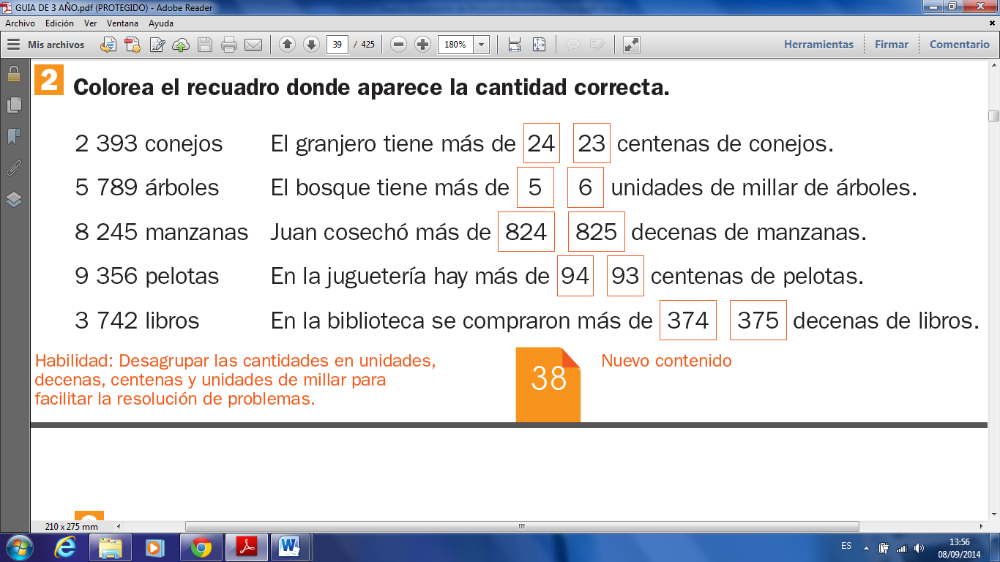 GUIA DE 3 AÑO.pdf (PROTEGIDO) - Adobe Reader
Archivo Edición Ver Ventana Ayuda
Mis archivos 39 / 425 180% Herramientas Firmar Comentario
2 Colorea el recuadro donde aparece la cantidad correcta.
2 393 conejos El granjero tiene más de 24 23 centenas de conejos.
5 789 árboles El bosque tiene más de 5 6 unidades de millar de árboles.
8 245 manzanas Juan cosechó más de 824 825 decenas de manzanas.
9 356 pelotas En la juguetería hay más de 94 93 centenas de pelotas.
3 742 libros En la biblioteca se compraron más de 374 375 decenas de libros.
Habilidad: Desagrupar las cantidades en unidades,
decenas, centenas y unidades de millar para
facilitar la resolución de problemas.
38
Nuevo contenido
210 x 275 mm
ES
13:56
08/09/2014